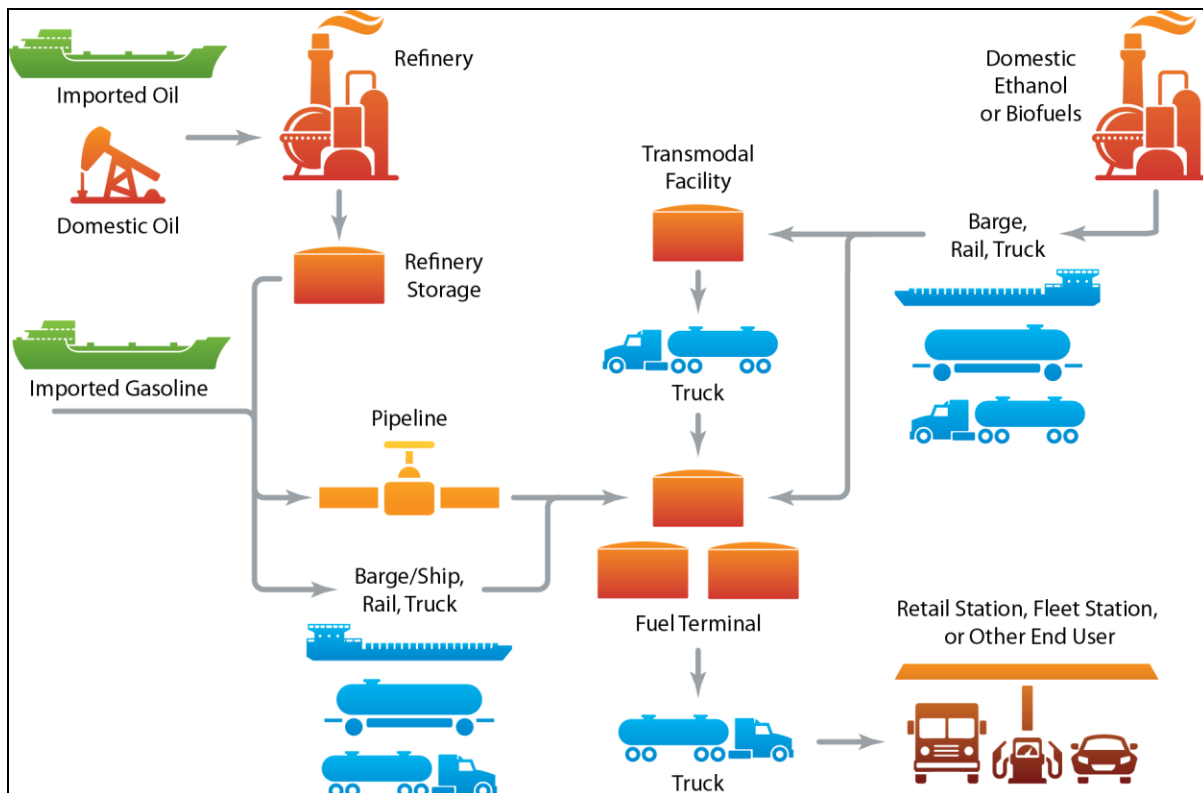 Imported Oil
Domestic Oil
Refinery
Refinery
Storage
Imported Gasoline
Pipeline
Barge/Ship,
Rail, Truck
Transmodal
Facility
Truck
Fuel Terminal
Truck
Domestic
Ethanol
or Biofuels
Barge,
Rail, Truck
Retail Station, Fleet Station,
or Other End User